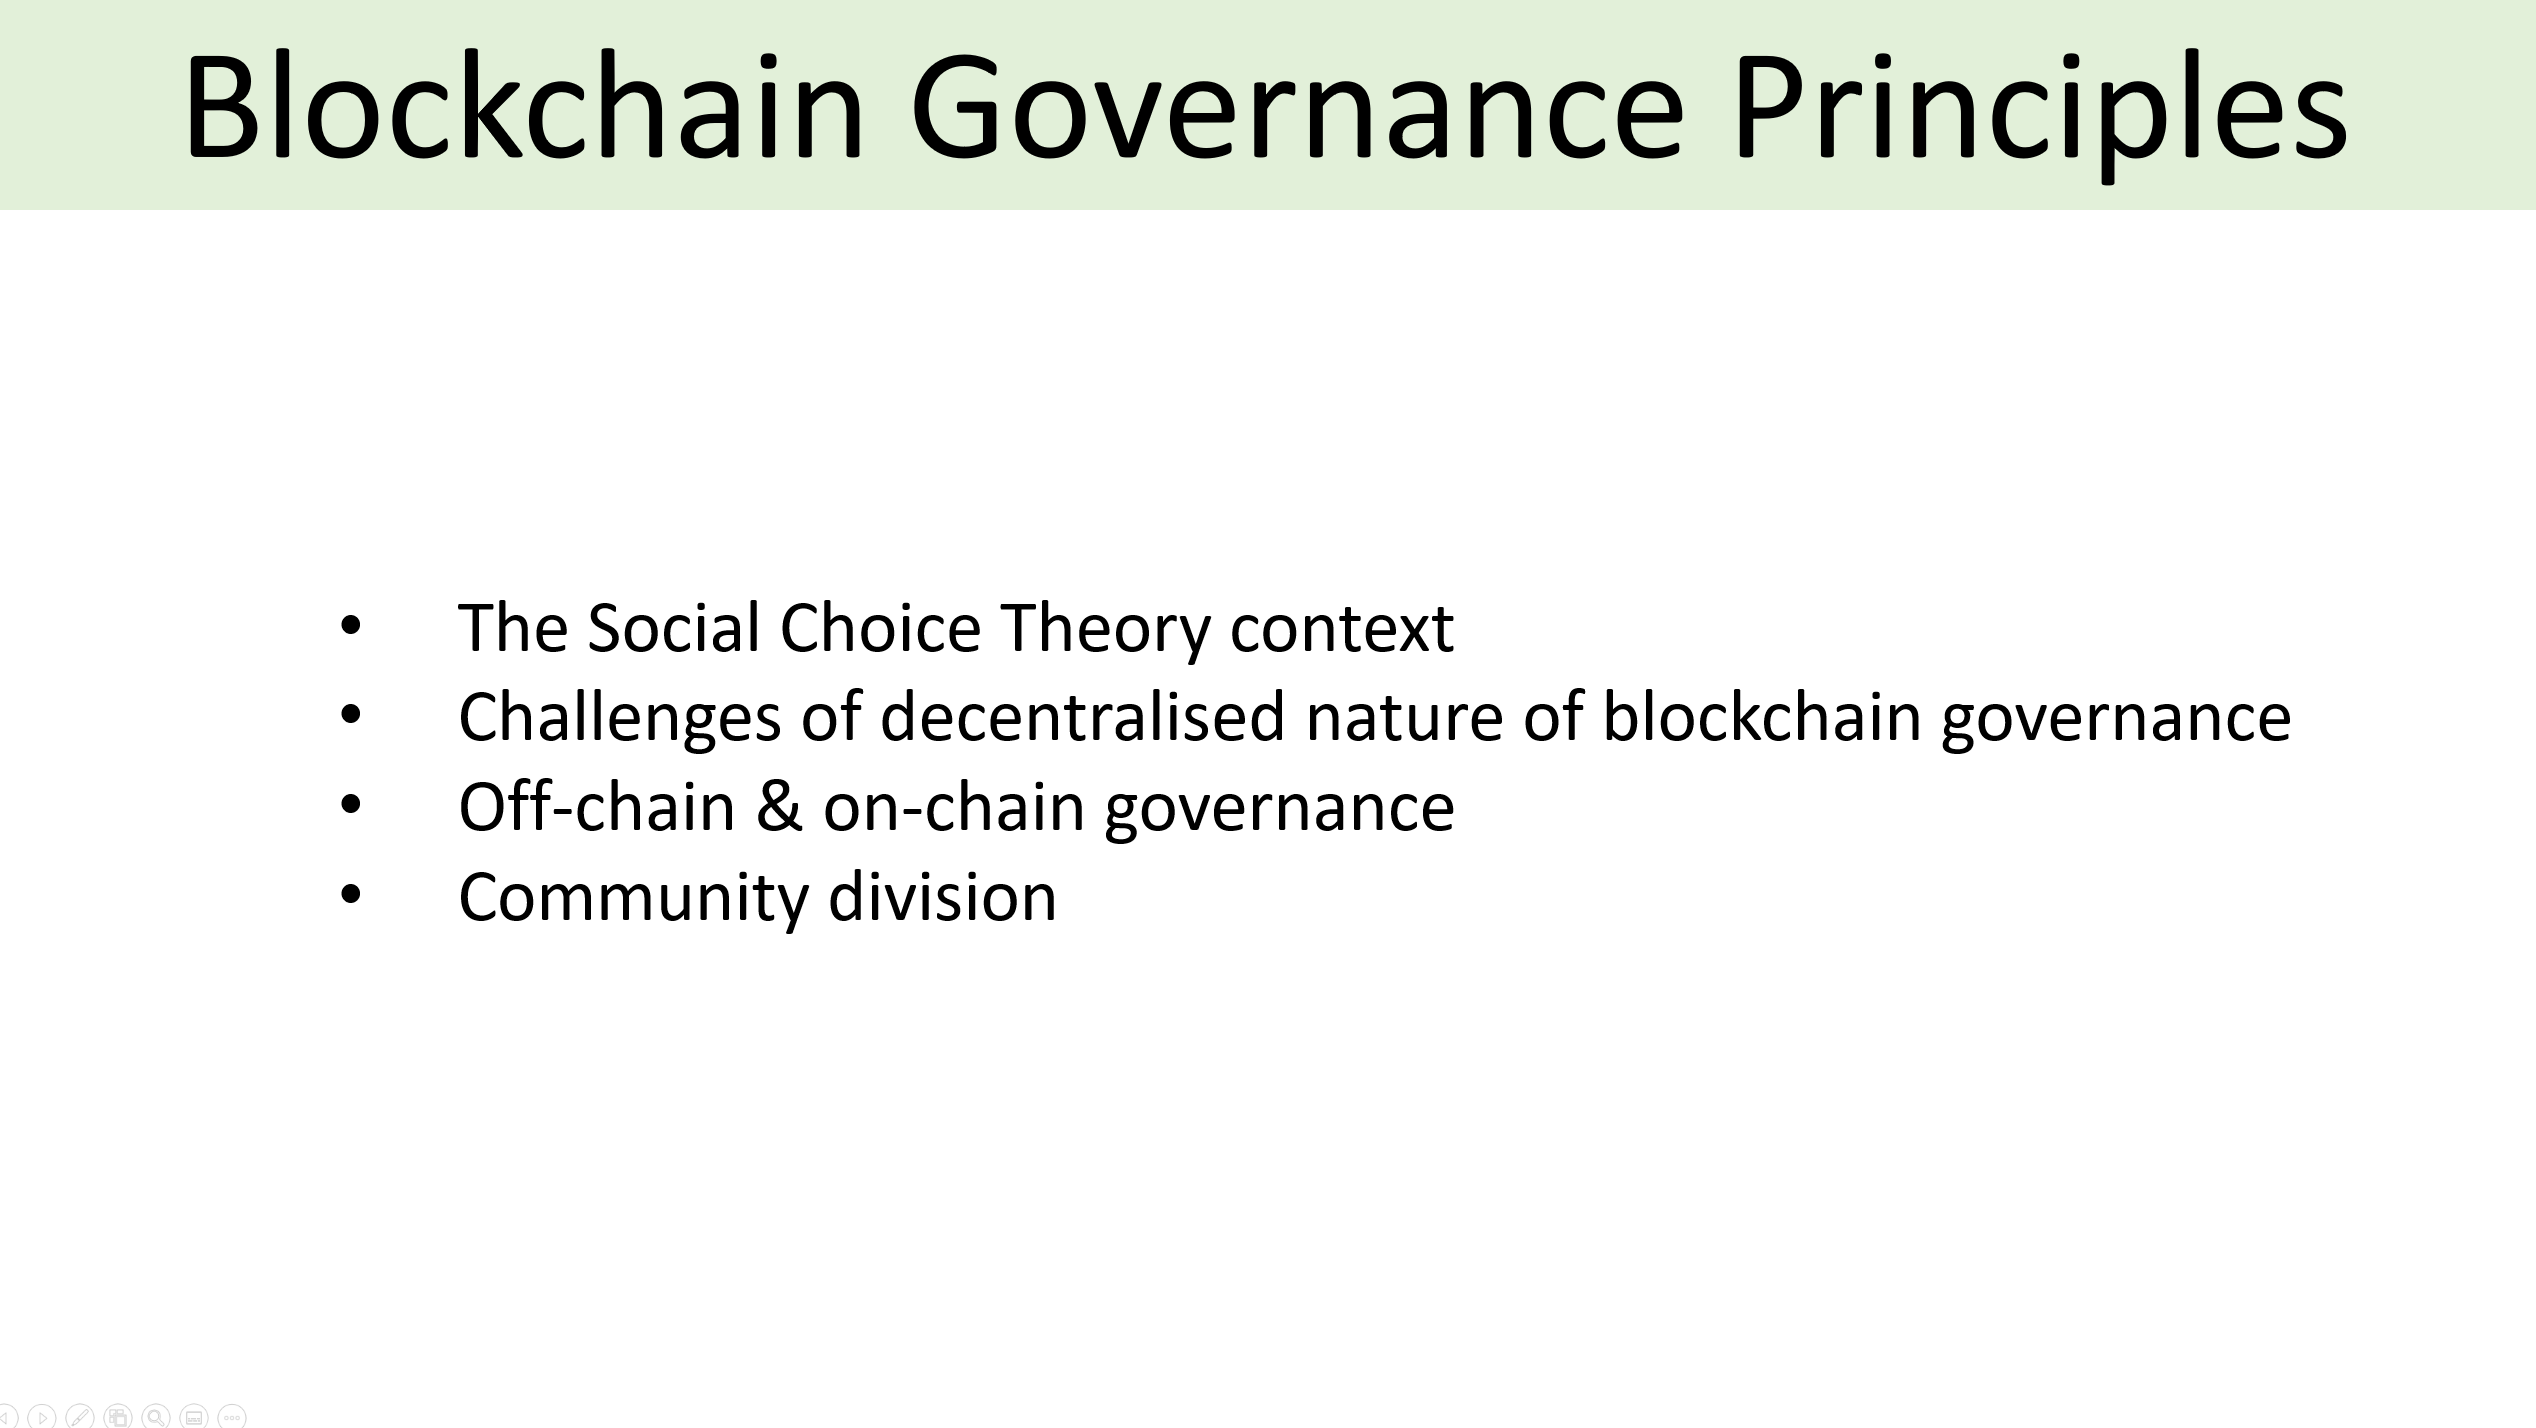 Blockchain Governance Principles
• The Social Choice Theory context
• Challenges of decentralised nature of blockchain governance
• Off-chain & on-chain governance
• Community division